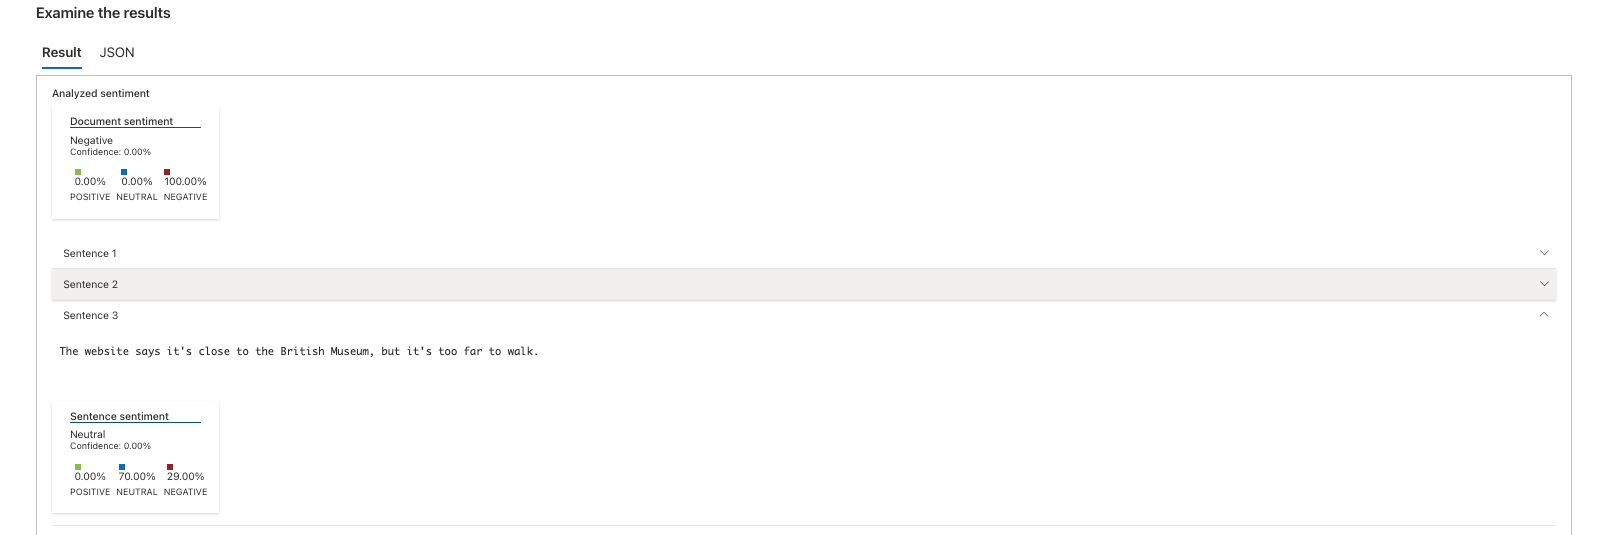 Examine the results
Result JSON
Analyzed sentiment
Document sentiment
Negative
Confidence: 0.00%
0.00% 0.00% 100.00%
POSITIVE NEUTRAL NEGATIVE
Sentence 1
Sentence 2
Sentence 3
The website says it's close to the British Museum, but it's too far to walk.
Sentence sentiment
Neutral
Confidence: 0.00%
0.00% 70.00% 29.00%
POSITIVE NEUTRAL NEGATIVE